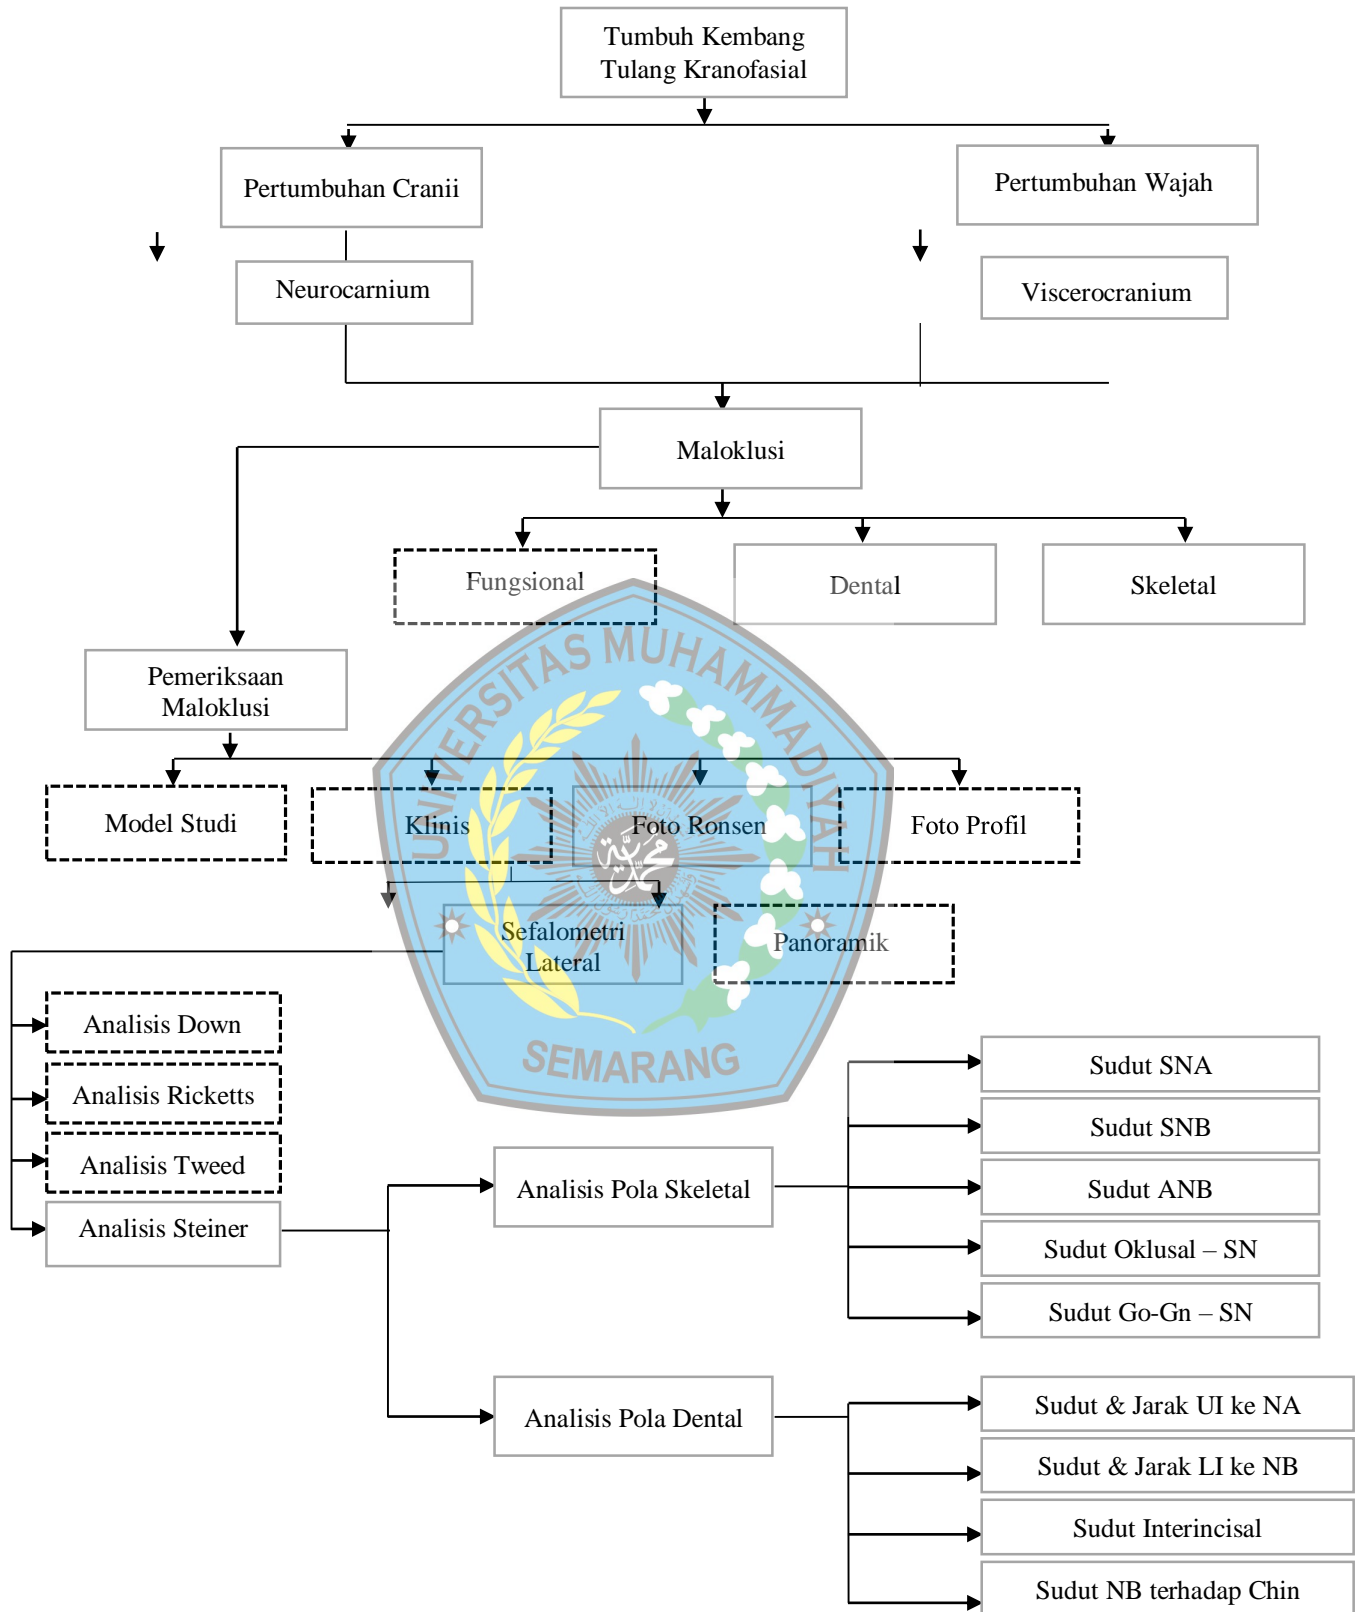 Tumbuh Kembang
Tulang Kranofasial
Pertumbuhan Cranii
Pertumbuhan Wajah
Neurocarnium
Viscerocranium
Maloklusi
Fungsional
Dental
Skeletal
Pemeriksaan
Maloklusi
UNIVERSITAS MUHAMMADIYAH
Model Studi
Klinis
Foto Ronsen
Foto Profil
Sefalometri
Lateral
Panoramik
SEMARANG
Analisis Down
Analisis Ricketts
Analisis Tweed
Analisis Steiner
Analisis Pola Skeletal
Sudut SNA
Sudut SNB
Sudut ANB
Sudut Oklusal – SN
Sudut Go-Gn – SN
Analisis Pola Dental
Sudut & Jarak UI ke NA
Sudut & Jarak LI ke NB
Sudut Interincisal
Sudut NB terhadap Chin